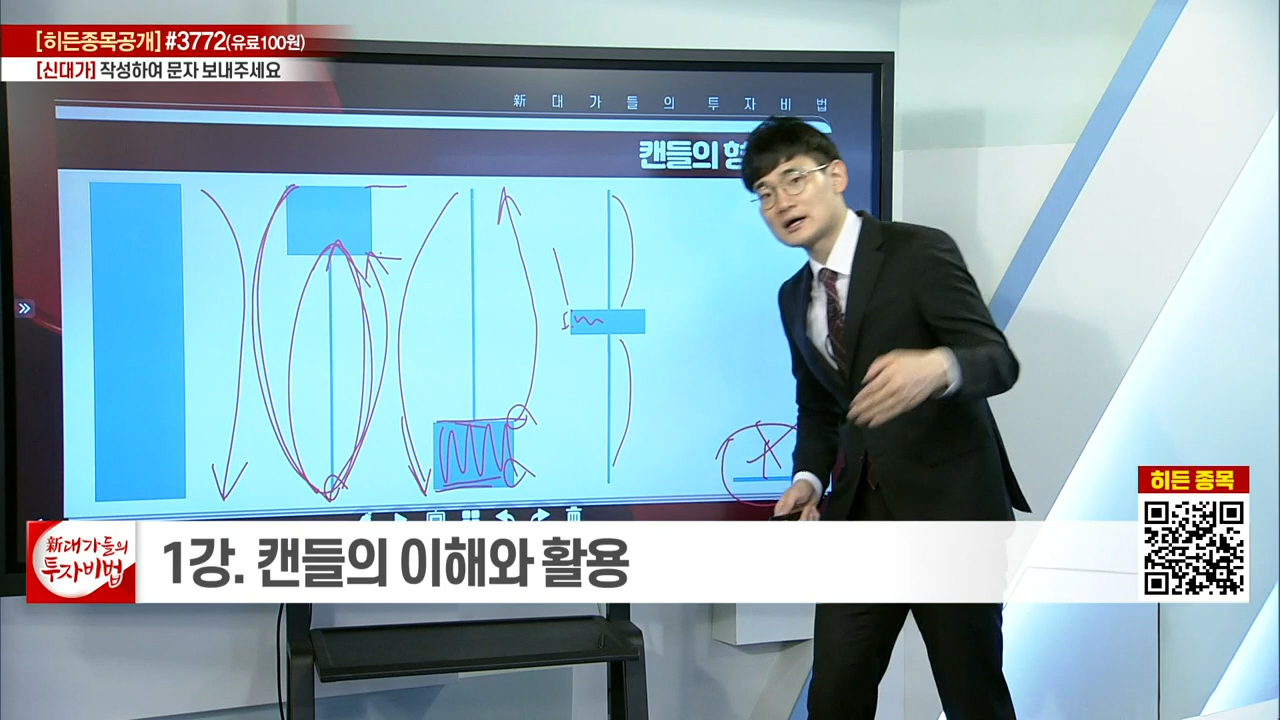 [히든종목공개] #3772(유료100원)
[신대가] 작성하여 문자 보내주세요
新 대 가 들 의 투 자 비 법
캔들의 형
히든 종목
新대가들의
투자비법
1강. 캔들의 이해와 활용